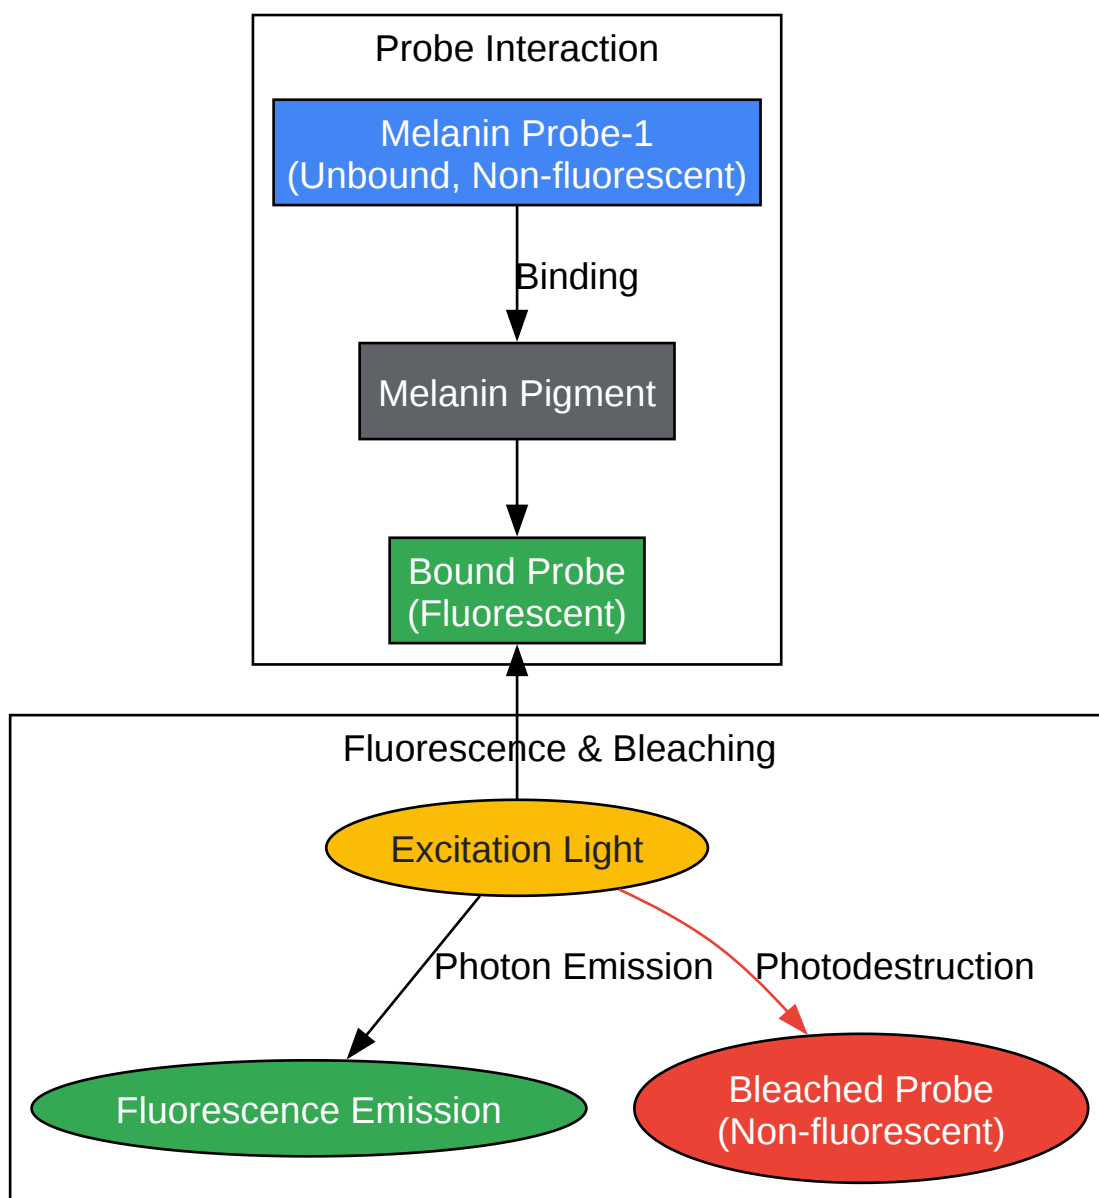 Probe Interaction
Melanin Probe-1
(Unbound, Non-fluorescent)
Binding
Melanin Pigment
Bound Probe
(Fluorescent)
Fluorescence & Bleaching
Excitation Light
Photon Emission
Photodestruction
Fluorescence Emission
Bleached Probe
(Non-fluorescent)